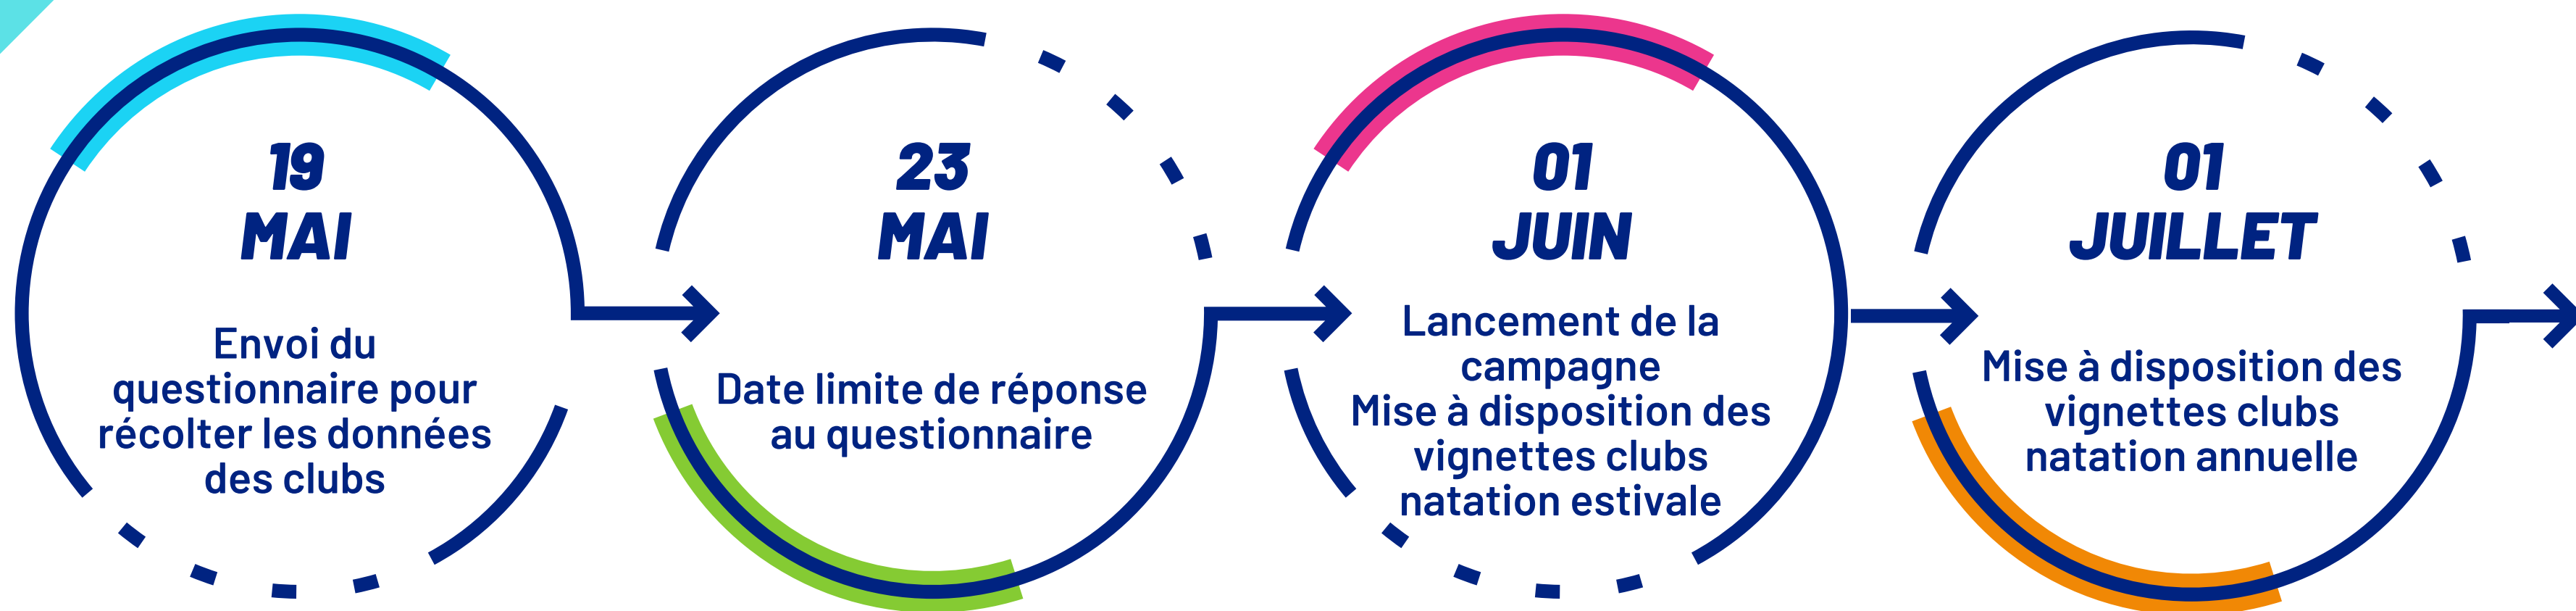 19
MAI
Envoi du
questionnaire pour
récolter les données
des clubs
23
MAI
Date limite de réponse
au questionnaire
01
JUIN
Lancement de la
campagne
Mise à disposition des
vignettes clubs
natation estivale
01
JUILLET
Mise à disposition des
vignettes clubs
natation annuelle